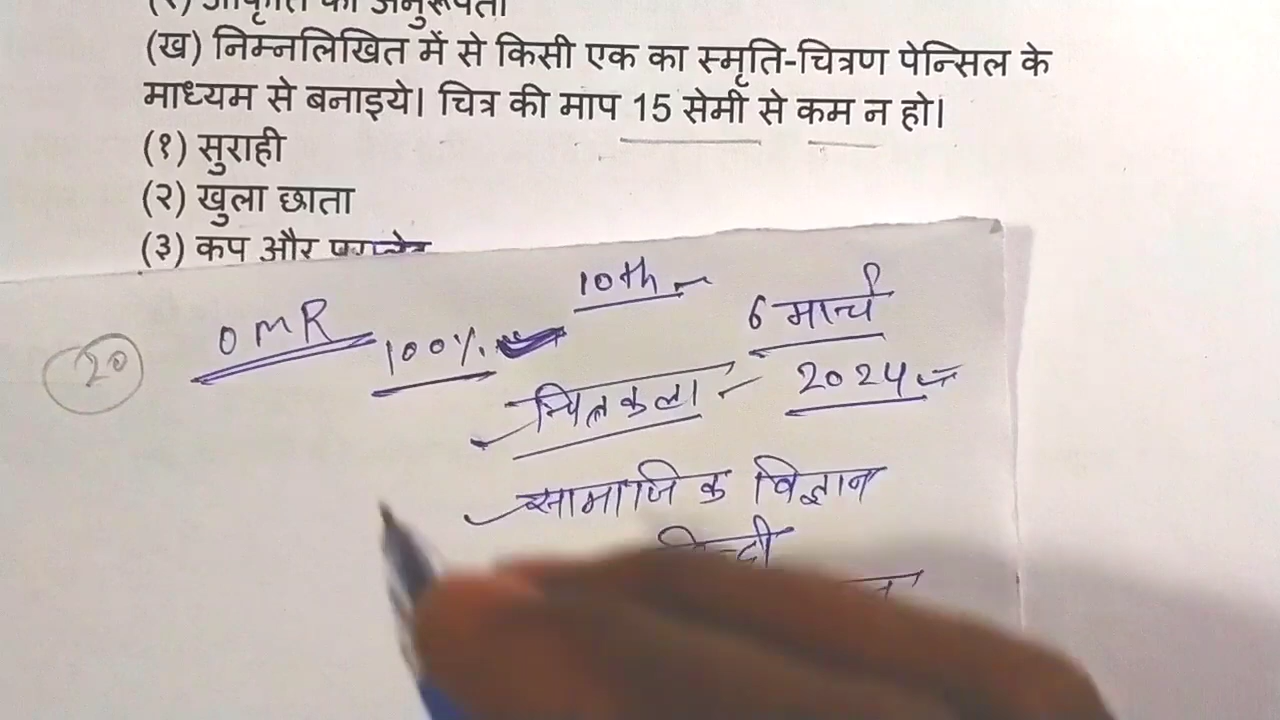 (ख) निम्नलिखित में से किसी एक का स्मृति-चित्रण पेन्सिल के
माध्यम से बनाइये। चित्र की माप 15 सेमी से कम न हो।
(१) सुराही
(२) खुला छाता
(३) कप और
10th
6 मार्च
OMR
100%
20
चित्रकला
2024
सामाजिक विज्ञान
हिन्दी